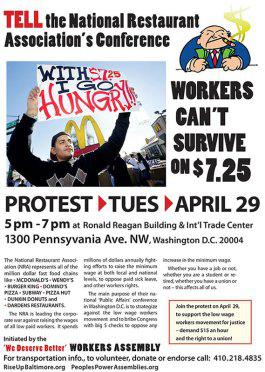 TELL the National Restaurant
Association's Conference
WITH $7.25
I GO
HUNGRY!!
WORKERS
CAN'T
SURVIVE
ON $7.25
PROTEST TUES APRIL 29
5 pm - 7 pm at Ronald Reagan Building & Int'l Trade Center
1300 Pennsyvania Ave. NW, Washington D.C. 20004
The National Restaurant Assoc-
iation (NRA) represents all of the
million dollar fast food chains
like • MCDONALD'S • WENDY'S
• BURGER KING • DOMINO'S
PIZZA • SUBWAY • PIZZA HUT
• DUNKIN DONUTS and
• DARDENS RESTAURANTS.
The NRA is leading the corpo-
rate war against raising the wages
of all low paid workers. It spends
millions of dollars annually fight-
ing efforts to raise the minimum
wage at both local and national
levels, to oppose paid sick leave,
and other workers rights.
The main purpose of their na-
tional 'Public Affairs' conference
in Washington D.C. is to strategize
against the low wage workers
movement and to bribe Congress
with big $ checks to oppose any
increase in the minimum wage.
Whether you have a job or not,
whether you are a student or re-
tired, whether you have a union or
not – this affects all of us.
Join the protest on April 29,
to support the low wage
workers movement for justice
- demand $15 an hour
and the right to a union!
Initiated by the
'We Deserve Better' WORKERS ASSEMBLY
For transportation info., to volunteer, donate or endorse call: 410.218.4835
RiseUpBaltimore.org PeoplesPowerAssemblies.org